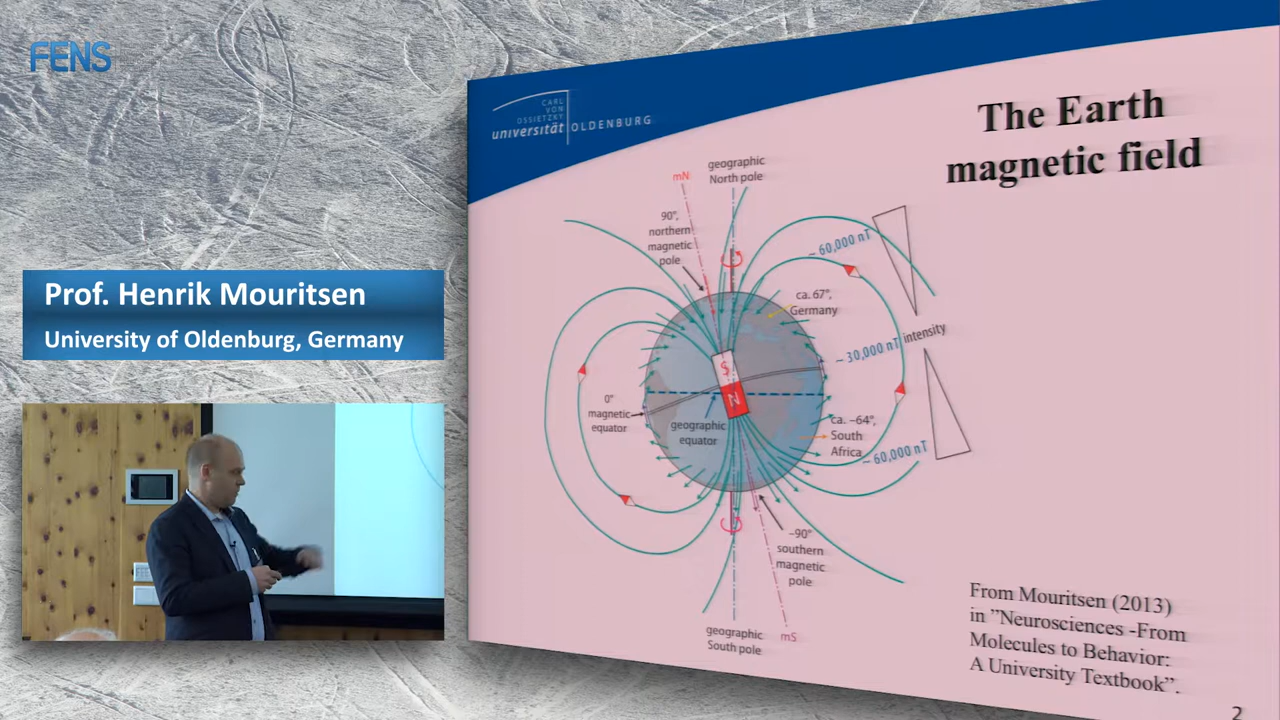 FENS
Prof. Henrik Mouritsen
University of Oldenburg, Germany
CARL
VON
OSSIETZKY
universität OLDENBURG
The Earth
magnetic field
geographic
North pole
mN
90°,
northern
magnetic
pole
~ 60,000 nT
ca. 67°,
Germany
~ 30,000 nT intensity
S
N
0°
magnetic
equator
geographic
equator
ca. –64°,
South
Africa
~ 60,000 nT
–90°
southern
magnetic
pole
geographic
South pole
mS
From Mouritsen (2013)
in ”Neurosciences -From
Molecules to Behavior:
A University Textbook”.
2